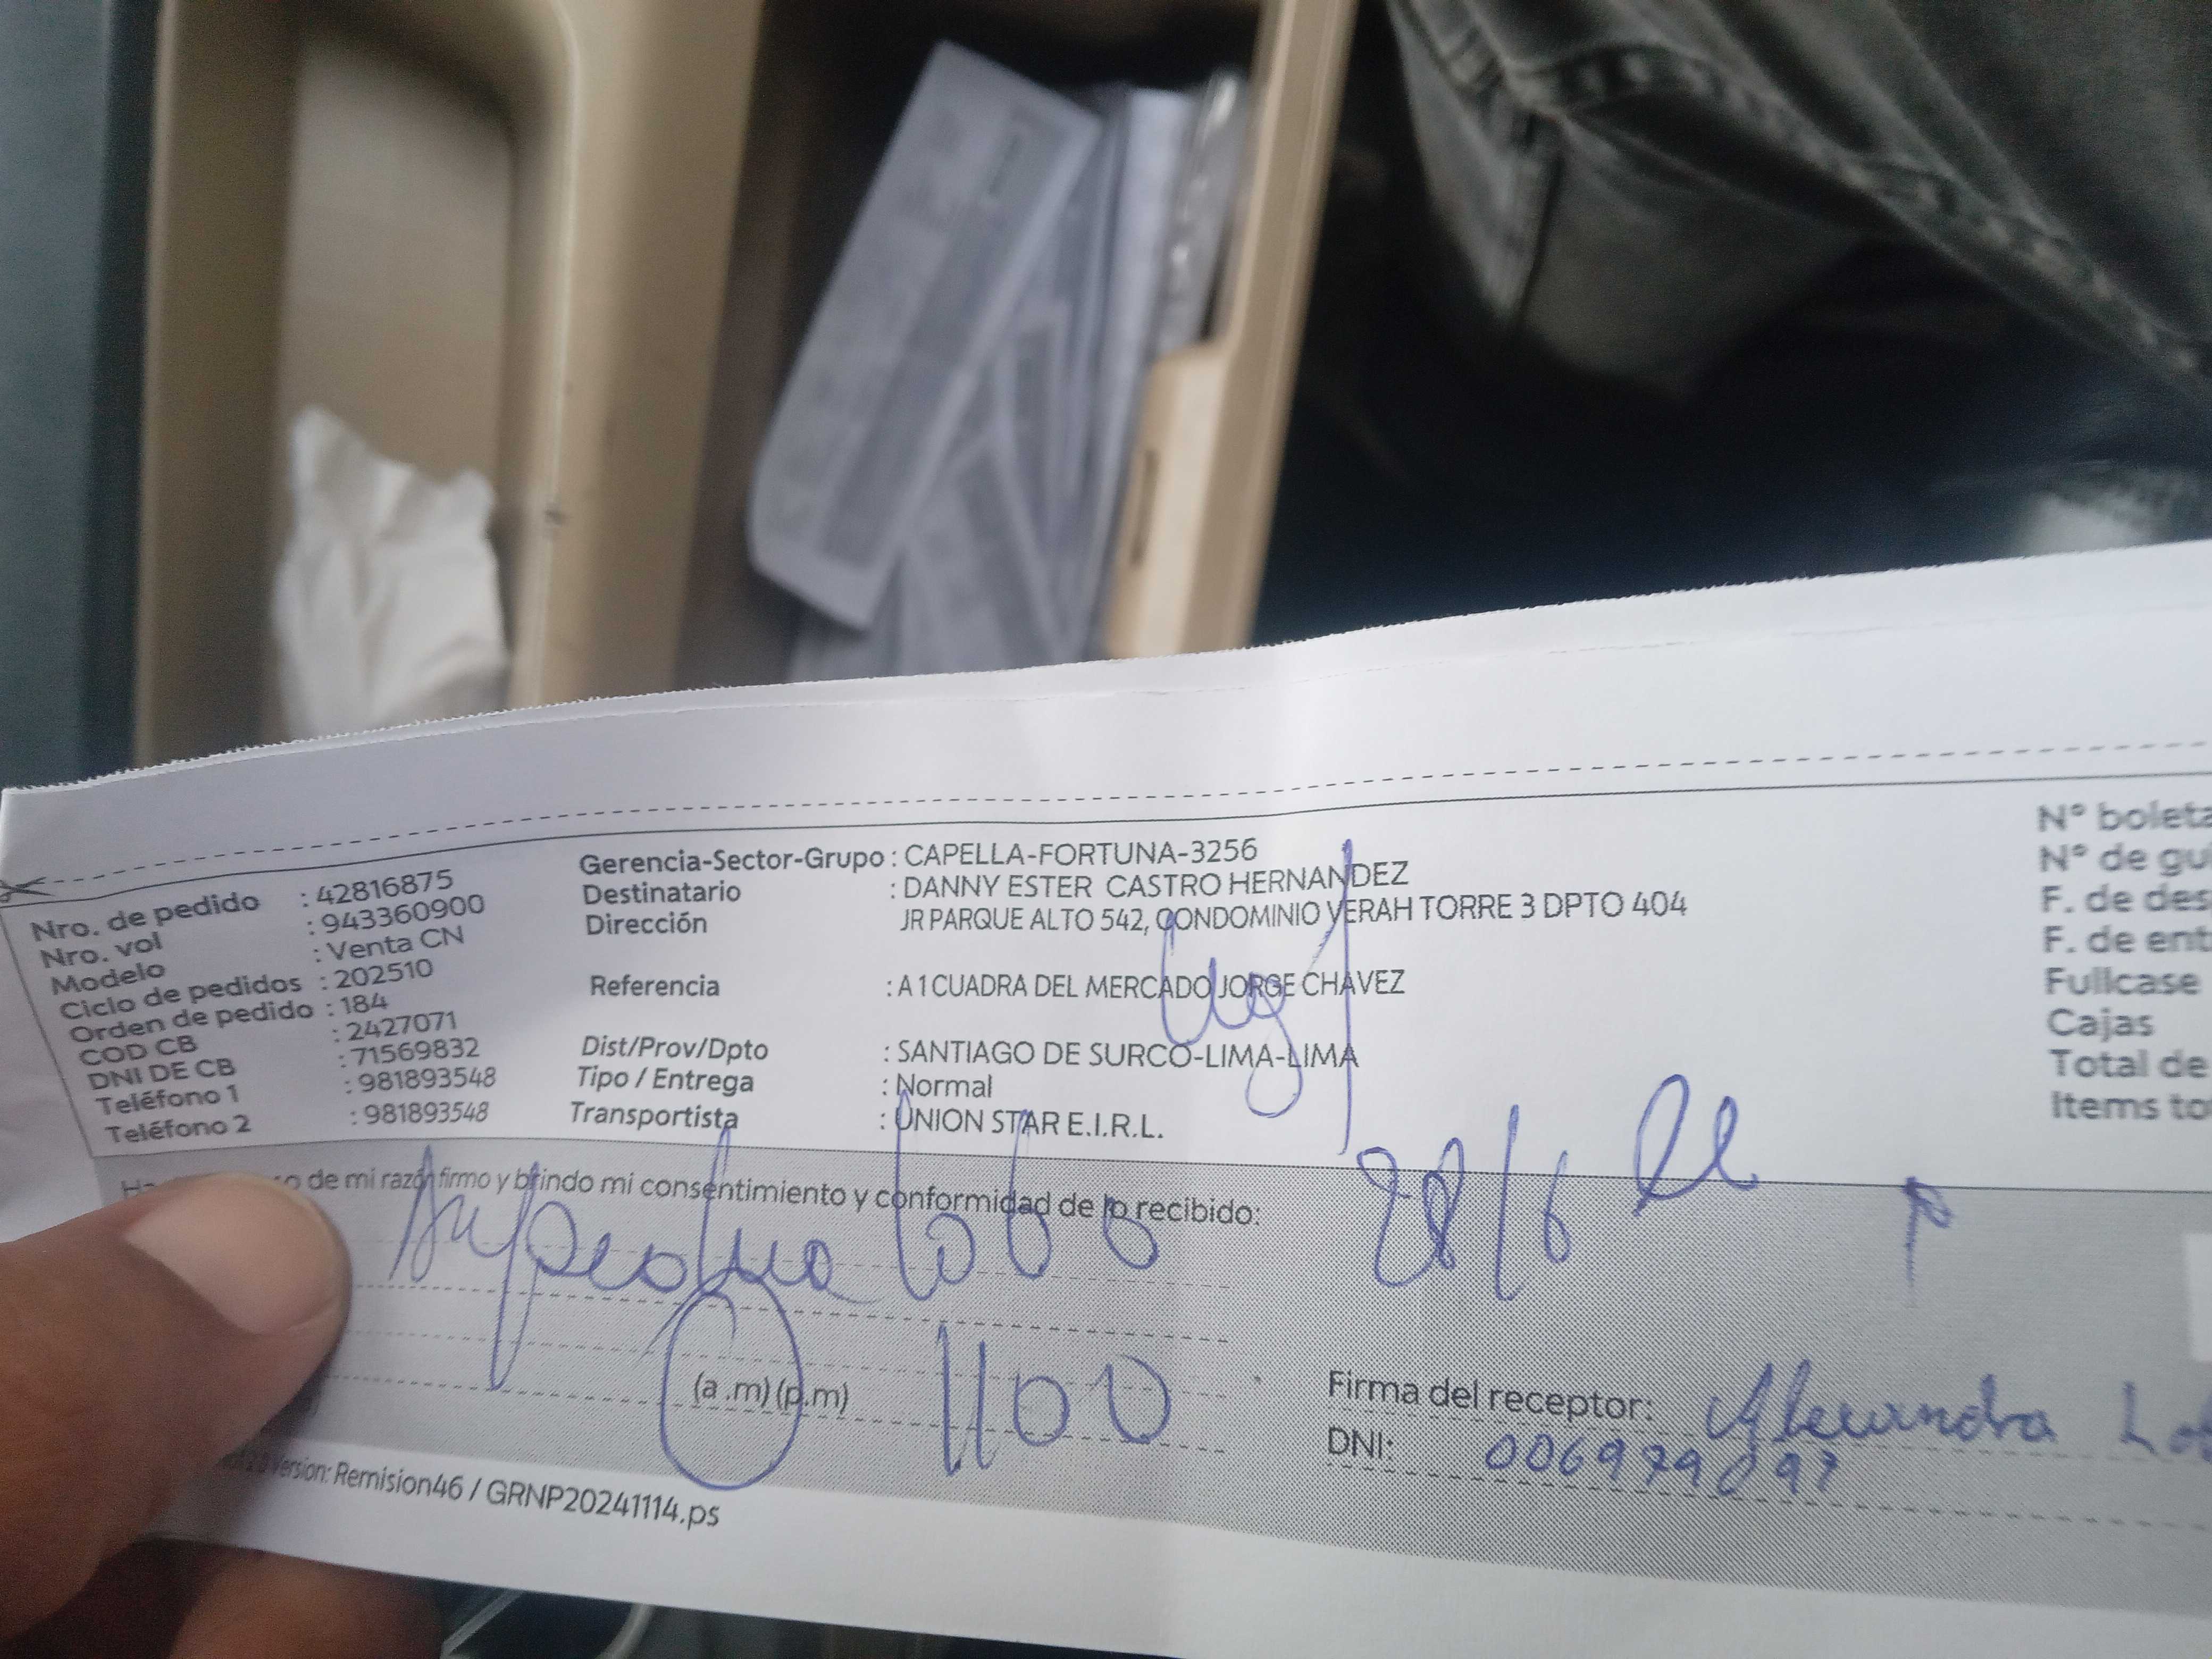 Nro. de pedido : 42816875
Nro. vol : 943360900
Modelo : Venta CN
Ciclo de pedidos : 202510
Orden de pedido : 184
COD CB : 2427071
DNI DE CB : 71569832
Teléfono 1 : 981893548
Teléfono 2 : 981893548
Gerencia-Sector-Grupo : CAPELLA-FORTUNA-3256
Destinatario : DANNY ESTER CASTRO HERNANDEZ
Dirección JR PARQUE ALTO 542, CONDOMINIO VERAH TORRE 3 DPTO 404
Referencia : A 1 CUADRA DEL MERCADO JORGE CHAVEZ
Dist/Prov/Dpto : SANTIAGO DE SURCO-LIMA-LIMA
Tipo / Entrega : Normal
Transportista : UNION STAR E.I.R.L.
N° boleta
N° de gu
F. de des
F. de ent
Fullcase
Cajas
Total de
Items to
de mi razón firmo y brindo mi consentimiento y conformidad de lo recibido:
28/6
(a.m) (p.m) 1100
Firma del receptor: Alexandra
DNI: 006979097
Version: Remision46 / GRNP20241114.ps